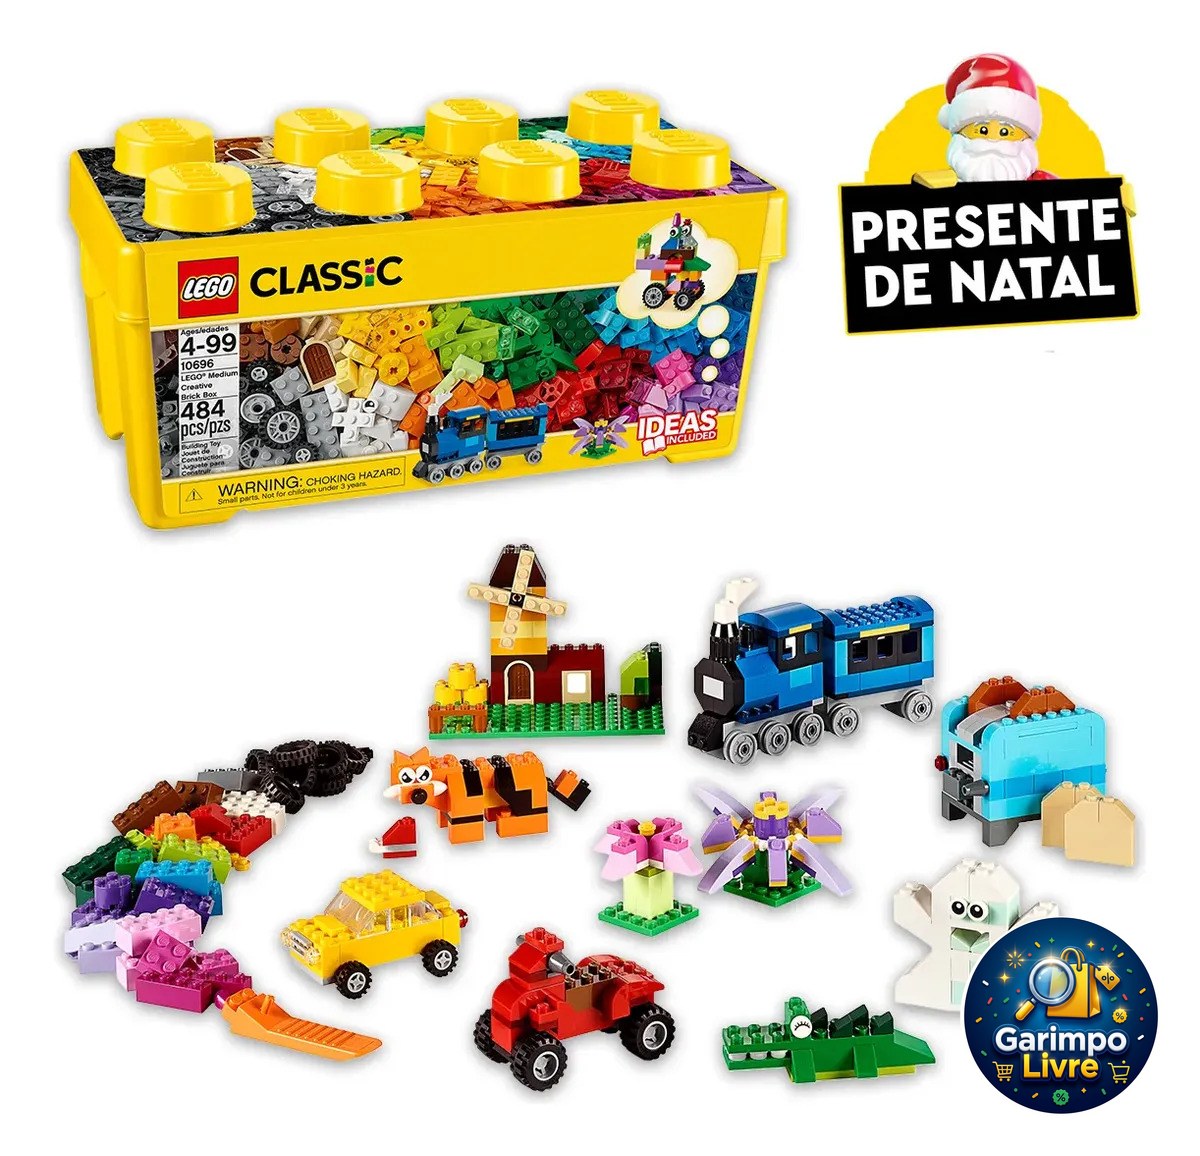 PRESENTE
DE NATAL
LEGO CLASSIC
Ages/edades
4-99
10696
LEGO® Medium
Creative
Brick Box
484
pcs/pzs
Building Toy
Jouet de
Construction
Juguete para
Construir
IDEAS
INCLUDED
WARNING: CHOKING HAZARD.
Small parts. Not for children under 3 years.
Garimpo
Livre